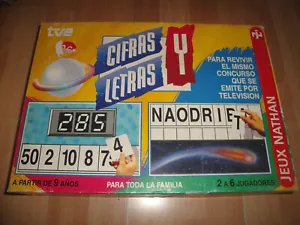 tve
CIFRAS
Y
LETRAS
PARA REVIVIR
EL MISMO
CONCURSO
QUE SE
EMITE POR
TELEVISION
285
50 2 10 8 7 4
NAODRIET
A PARTIR DE 9 AÑOS
PARA TODA LA FAMILIA
2 A 6 JUGADORES
JEUX NATHAN